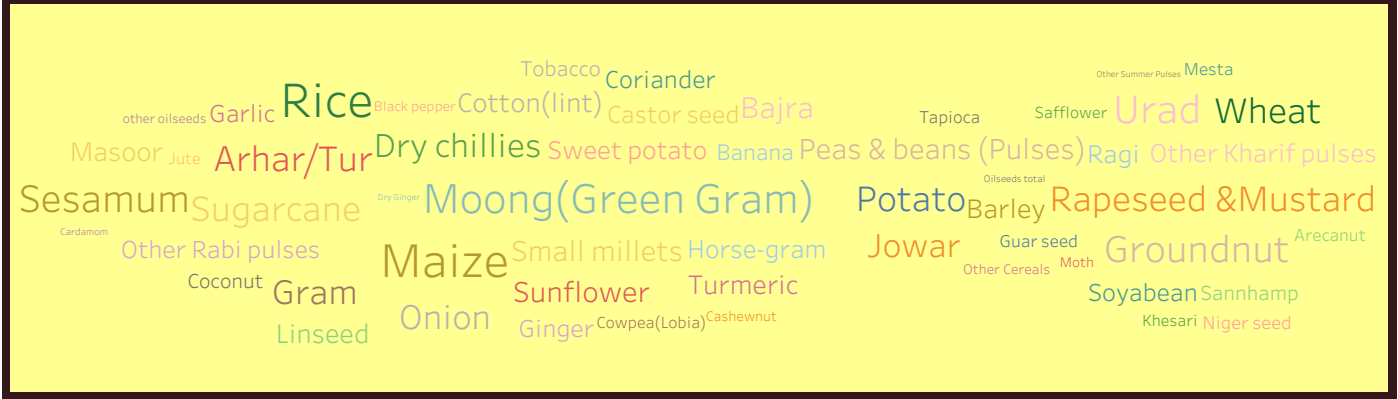 Tobacco
Coriander
Other Summer Pulses
Mesta
other oilseeds
Garlic
Rice
Black pepper
Cotton(lint)
Castor seed
Bajra
Tapioca
Safflower
Urad
Wheat
Masoor
Jute
Arhar/Tur
Dry chillies
Sweet potato
Banana
Peas & beans (Pulses)
Ragi
Other Kharif pulses
Sesamum
Sugarcane
Dry Ginger
Moong(Green Gram)
Potato
Barley
Oilseeds total
Rapeseed &Mustard
Cardamom
Other Rabi pulses
Maize
Small millets
Horse-gram
Jowar
Guar seed
Groundnut
Arecanut
Other Cereals
Moth
Coconut
Gram
Sunflower
Turmeric
Soyabean
Sannhamp
Linseed
Onion
Ginger
Cowpea(Lobia)
Cashewnut
Khesari
Niger seed